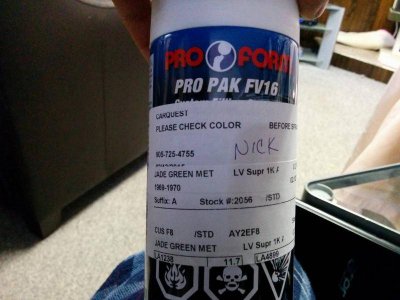 PRO FORM
PRO PAK FV16
CARQUEST
PLEASE CHECK COLOR BEFORE
NICK
905-725-4755
JADE GREEN MET LV Supr 1K
1969-1970
Suffix: A Stock #:2056 /STD
CUS F8 /STD AY2EF8
JADE GREEN MET LV Supr 1K
LA1238 11.7 LA4896